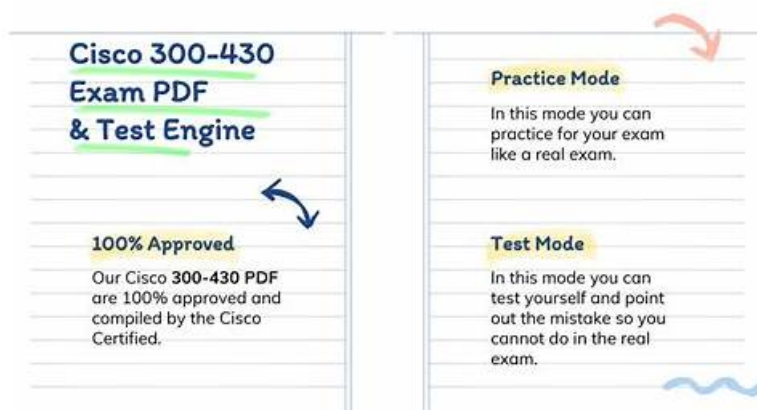 Cisco 300-430
Exam PDF
& Test Engine
100% Approved
Our Cisco 300-430 PDF
are 100% approved and
compiled by the Cisco
Certified.
Practice Mode
In this mode you can
practice for your exam
like a real exam.
Test Mode
In this mode you can
test yourself and point
out the mistake so you
cannot do in the real
exam.